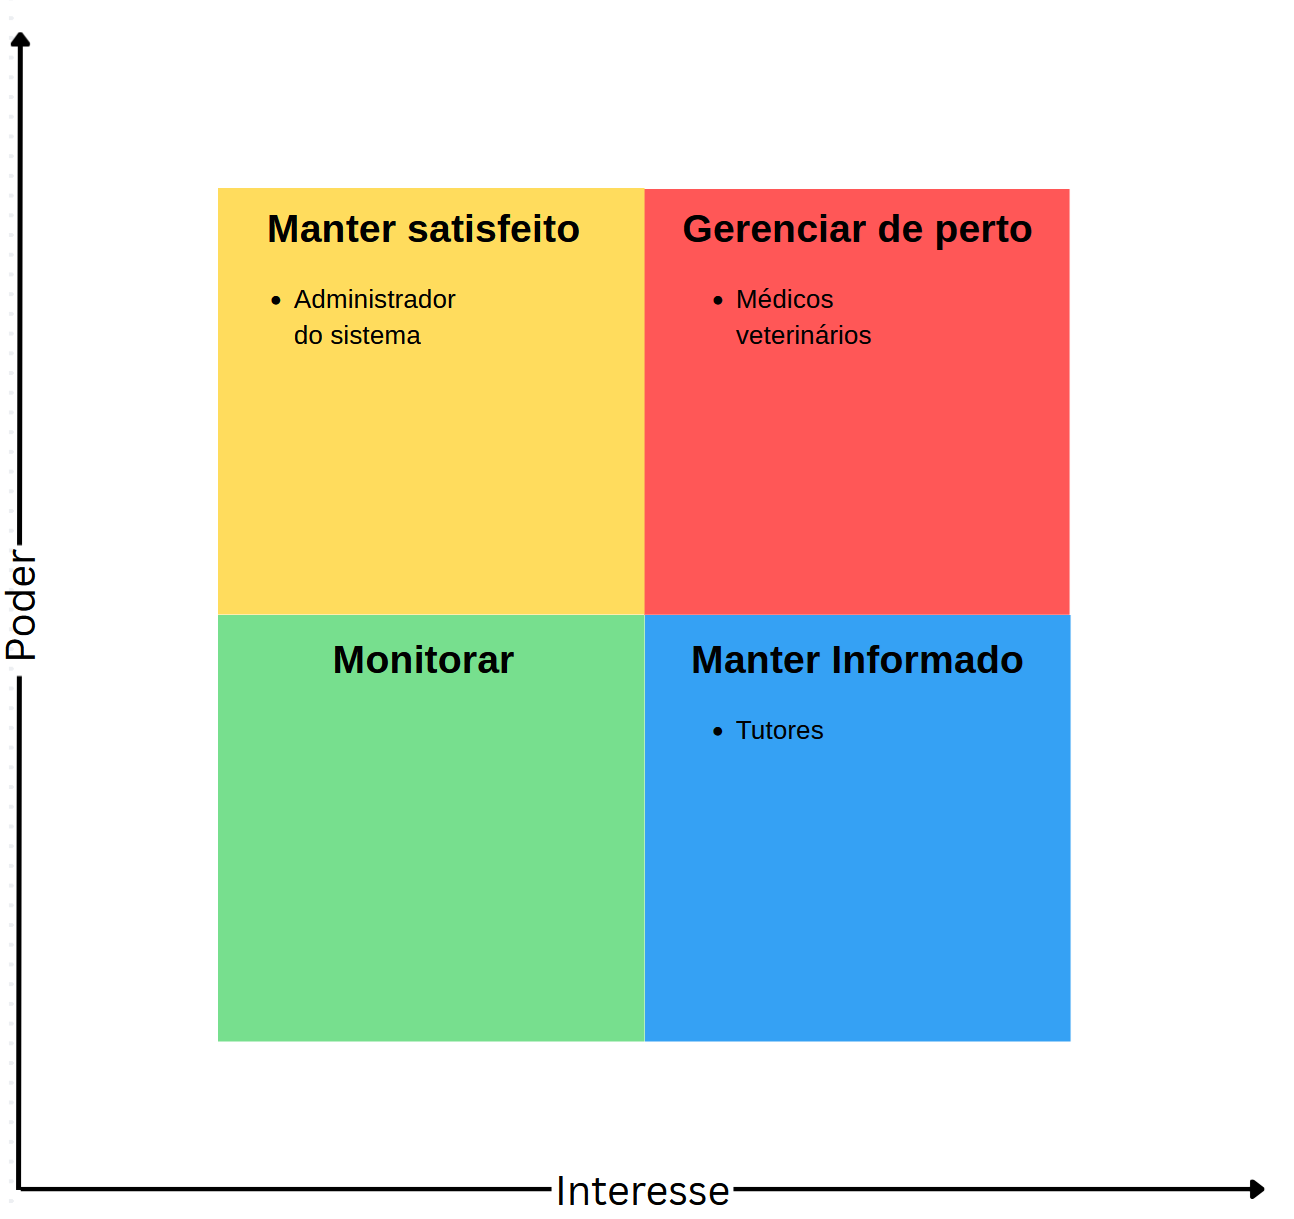 Manter satisfeito
• Administrador
do sistema
Gerenciar de perto
• Médicos
veterinários
Poder
Monitorar
Manter Informado
• Tutores
Interesse